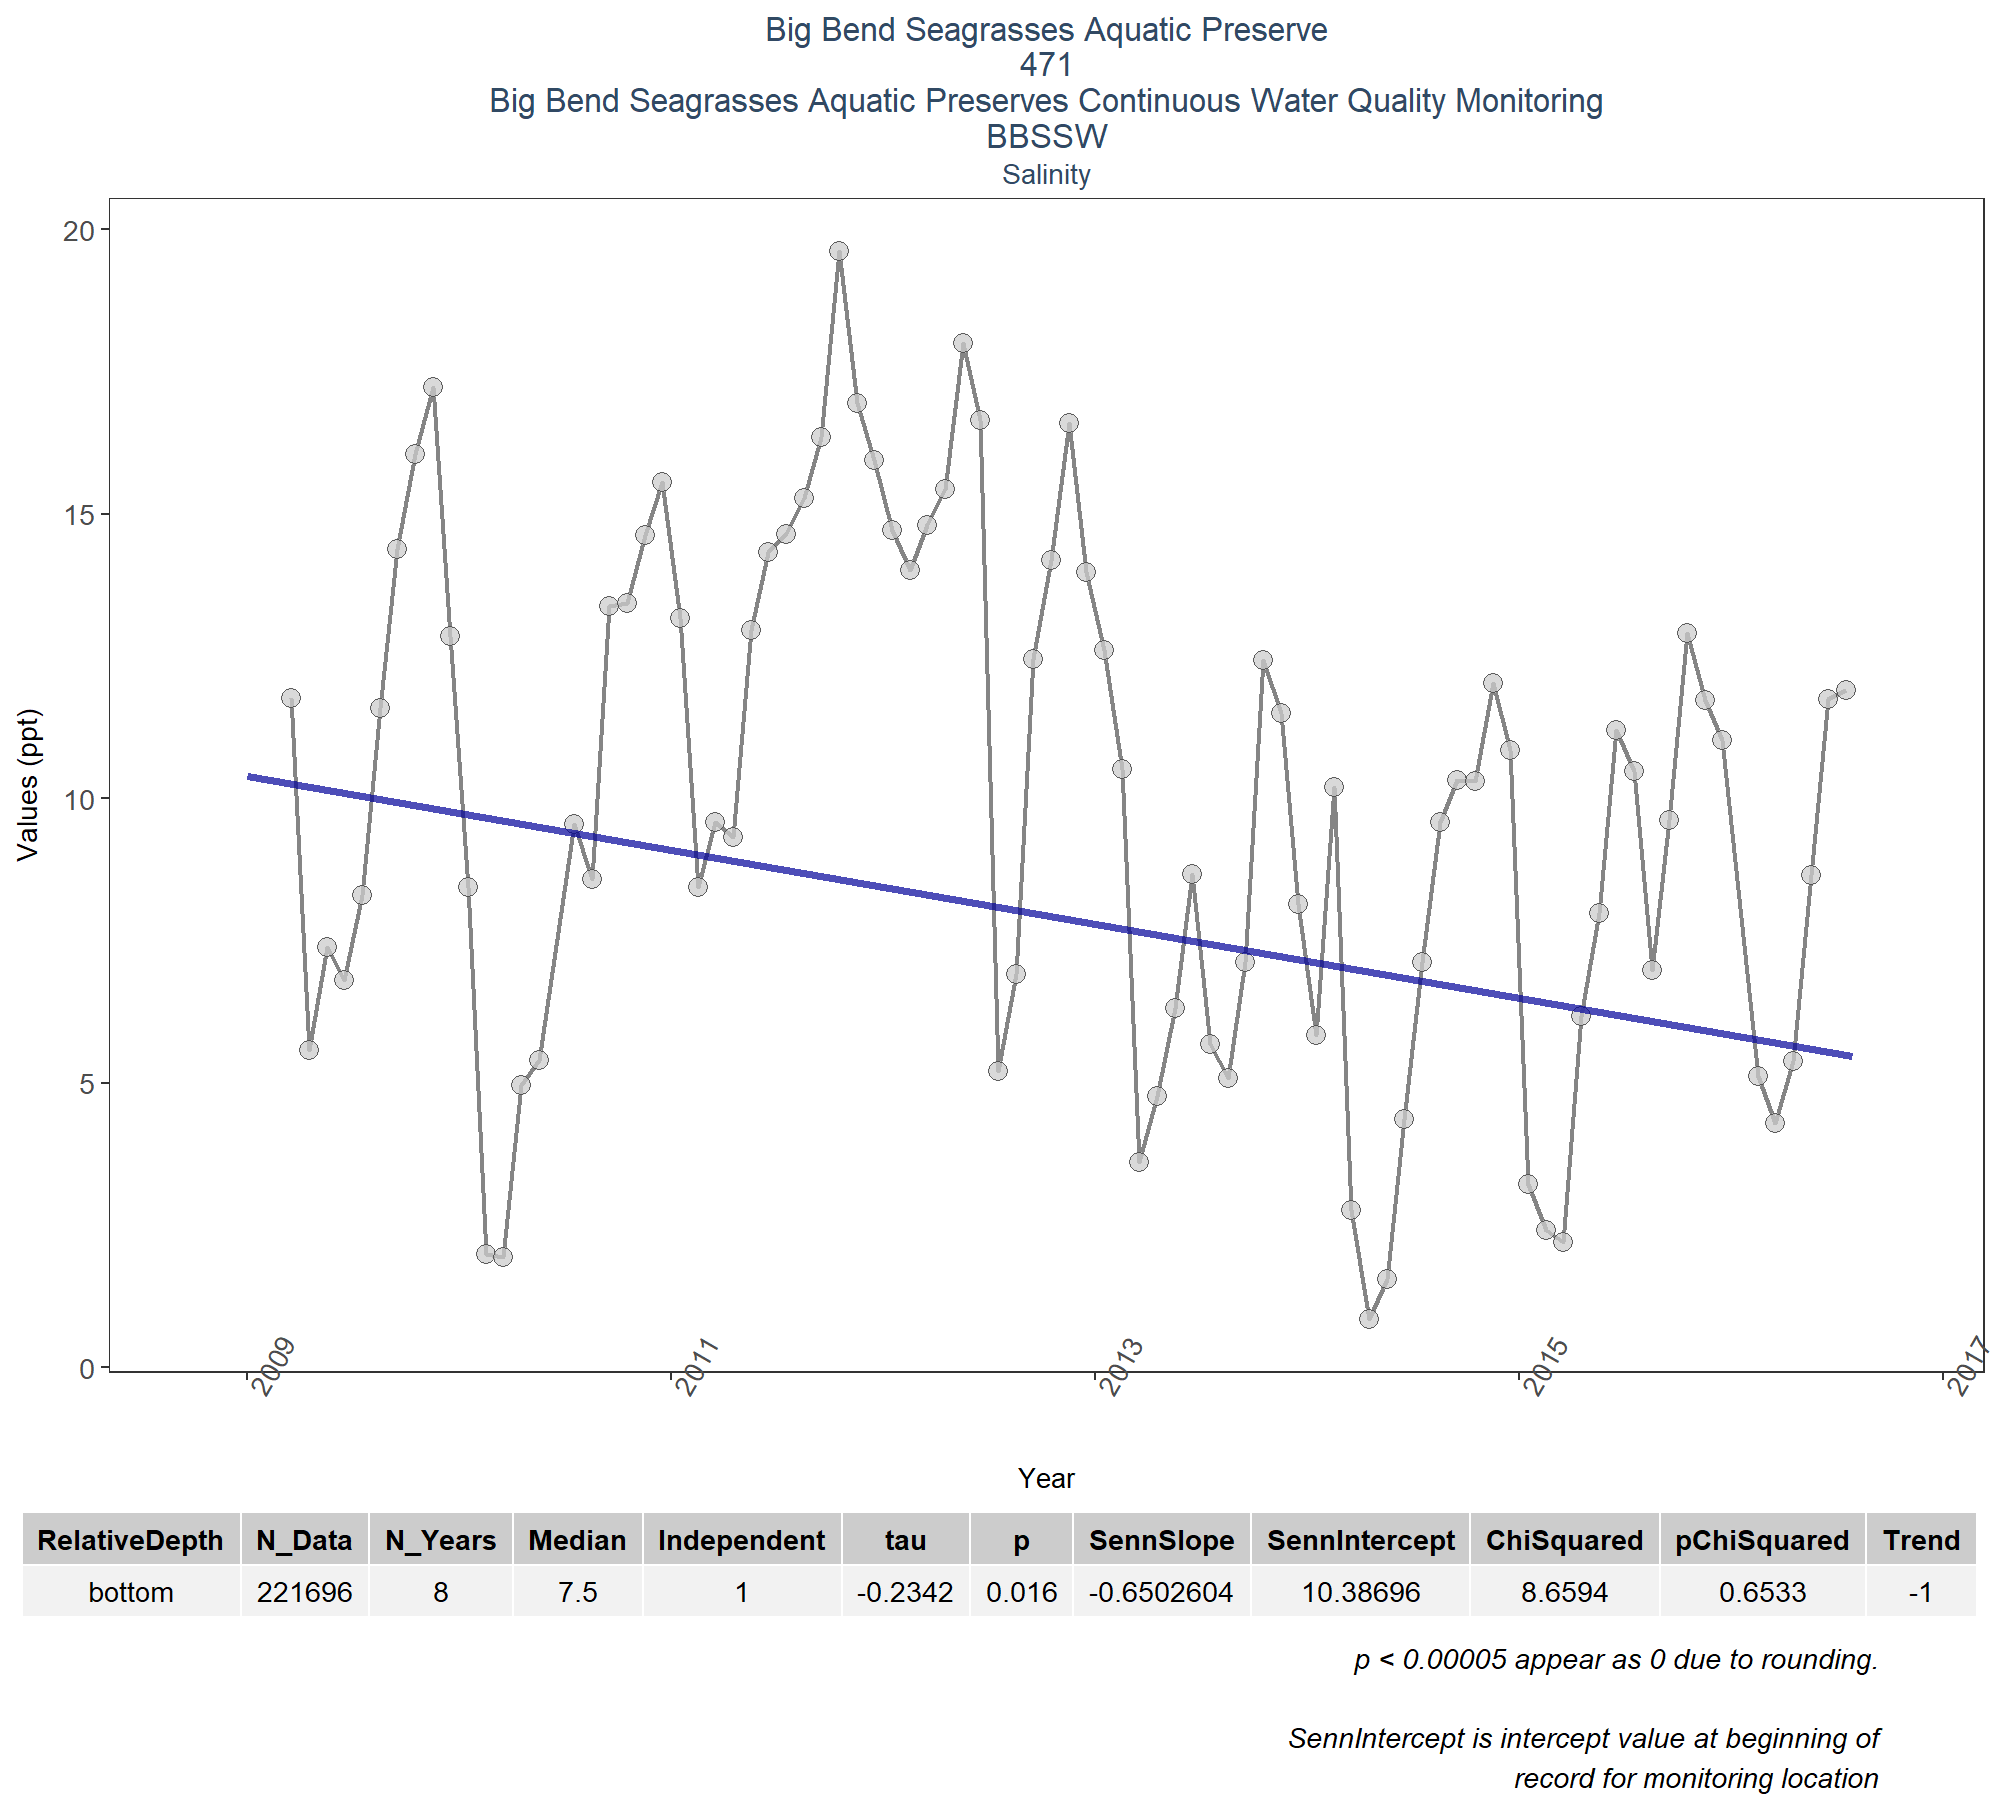 Big Bend Seagrasses Aquatic Preserve
471
Big Bend Seagrasses Aquatic Preserves Continuous Water Quality Monitoring
BBSSW
Salinity
Values (ppt)
20
15
10
5
0
2009 2011 2013 2015 2017
Year
RelativeDepth N_Data N_Years Median Independent tau p SennSlope SennIntercept ChiSquared pChiSquared Trend
bottom 221696 8 7.5 1 -0.2342 0.016 -0.6502604 10.38696 8.6594 0.6533 -1
p < 0.00005 appear as 0 due to rounding.
SennIntercept is intercept value at beginning of
record for monitoring location